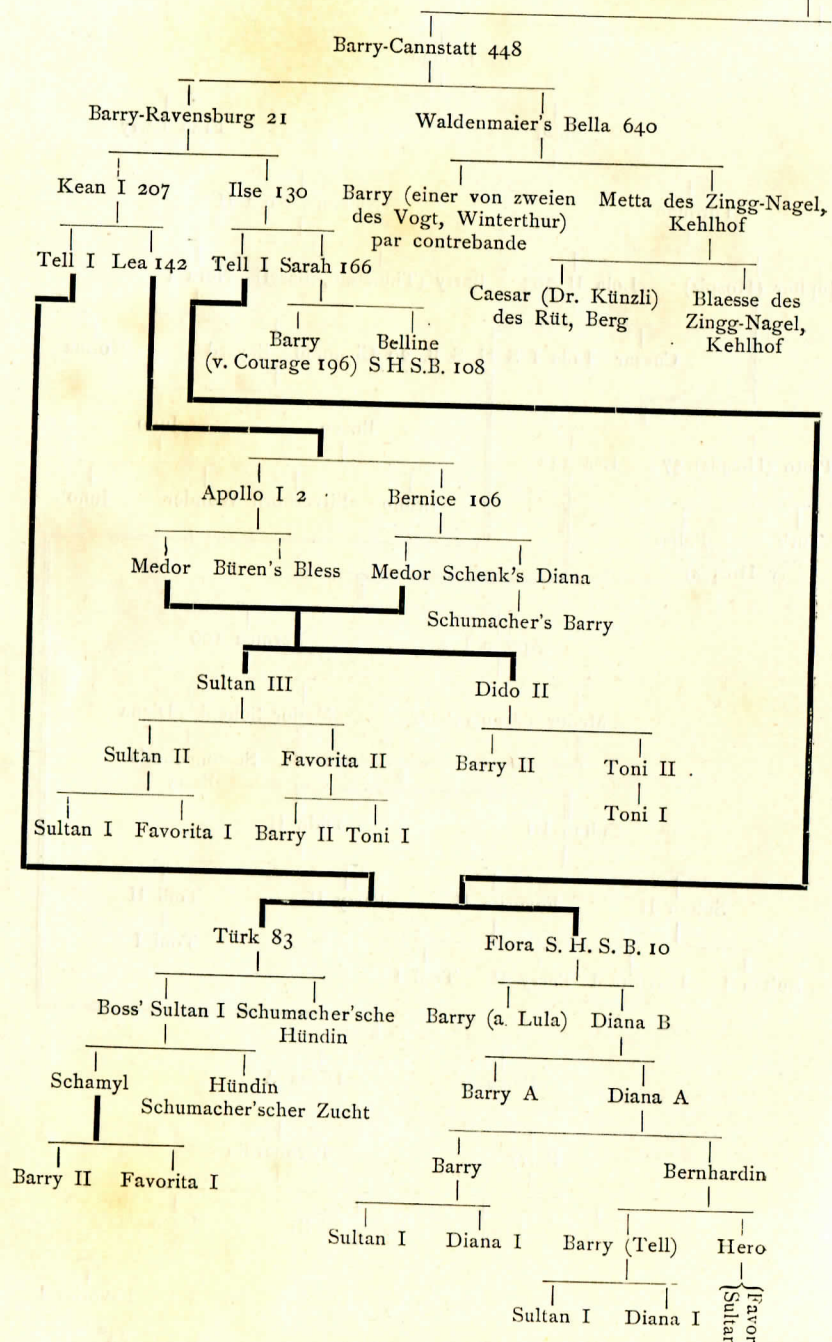 Barry-Cannstatt 448
Barry-Ravensburg 21
Waldenmaier's Bella 640
Kean I 207
Ilse 130
Barry (einer von zweien
des Vogt, Winterthur)
par contrebande
Metta des Zingg-Nagel,
Kehlhof
Tell I
Lea 142
Tell I
Sarah 166
Caesar (Dr. Künzli)
des Rüt, Berg
Blaesse des
Zingg-Nagel,
Kehlhof
Barry
(v. Courage 196)
Belline
S H S.B. 108
Apollo I 2
Bernice 106
Medor
Büren's Bless
Medor
Schenk's Diana
Schumacher's Barry
Sultan III
Dido II
Sultan II
Favorita II
Barry II
Toni II
Sultan I
Favorita I
Barry II
Toni I
Toni I
Türk 83
Flora S. H. S. B. 10
Boss' Sultan I
Schumacher'sche
Hündin
Barry (a. Lula)
Diana B
Schamyl
Hündin
Schumacher'scher Zucht
Barry A
Diana A
Barry II
Favorita I
Barry
Bernhardin
Sultan I
Diana I
Barry (Tell)
Hero
Sultan I
Diana I